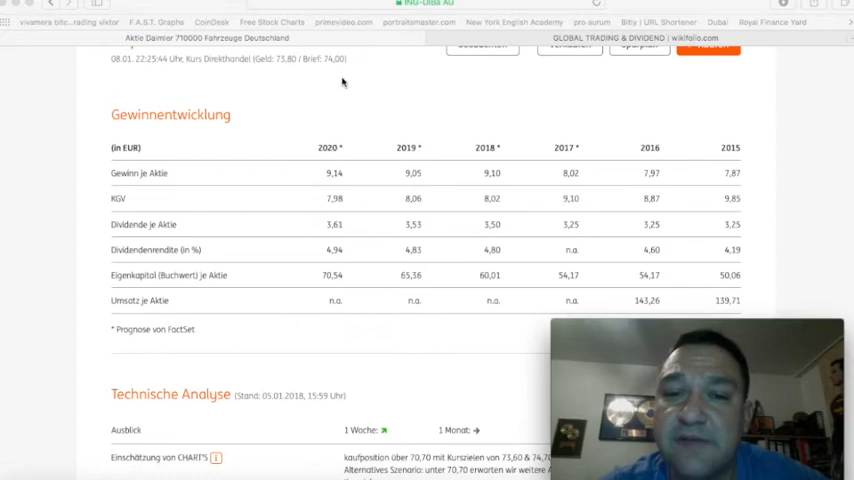 ING-DiBa AG
vivamera bitc...rading viktor F.A.S.T. Graphs CoinDesk Free Stock Charts primevideo.com portraitsmaster.com New York English Academy pro aurum Bitly | URL Shortener Dubai Royal Finance Yard
Aktie Daimler 710000 Fahrzeuge Deutschland GLOBAL TRADING & DIVIDEND | wikifolio.com
08.01. 22:25:44 Uhr, Kurs Direkthandel (Geld: 73,80 / Brief: 74,00)
Gewinnentwicklung
(in EUR) 2020 * 2019 * 2018 * 2017 * 2016 2015
Gewinn je Aktie 9,14 9,05 9,10 8,02 7,97 7,87
KGV 7,98 8,06 8,02 9,10 8,87 9,85
Dividende je Aktie 3,61 3,53 3,50 3,25 3,25 3,25
Dividendenrendite (in %) 4,94 4,83 4,80 n.a. 4,60 4,19
Eigenkapital (Buchwert) je Aktie 70,54 65,36 60,01 54,17 54,17 50,06
Umsatz je Aktie n.a. n.a. n.a. n.a. 143,26 139,71
* Prognose von FactSet
Technische Analyse (Stand: 05.01.2018, 15:59 Uhr)
Ausblick 1 Woche: 1 Monat:
Einschätzung von CHART'S i kaufposition über 70,70 mit Kurszielen von 73,60 & 74,70
Alternatives Szenario: unter 70,70 erwarten wir weitere